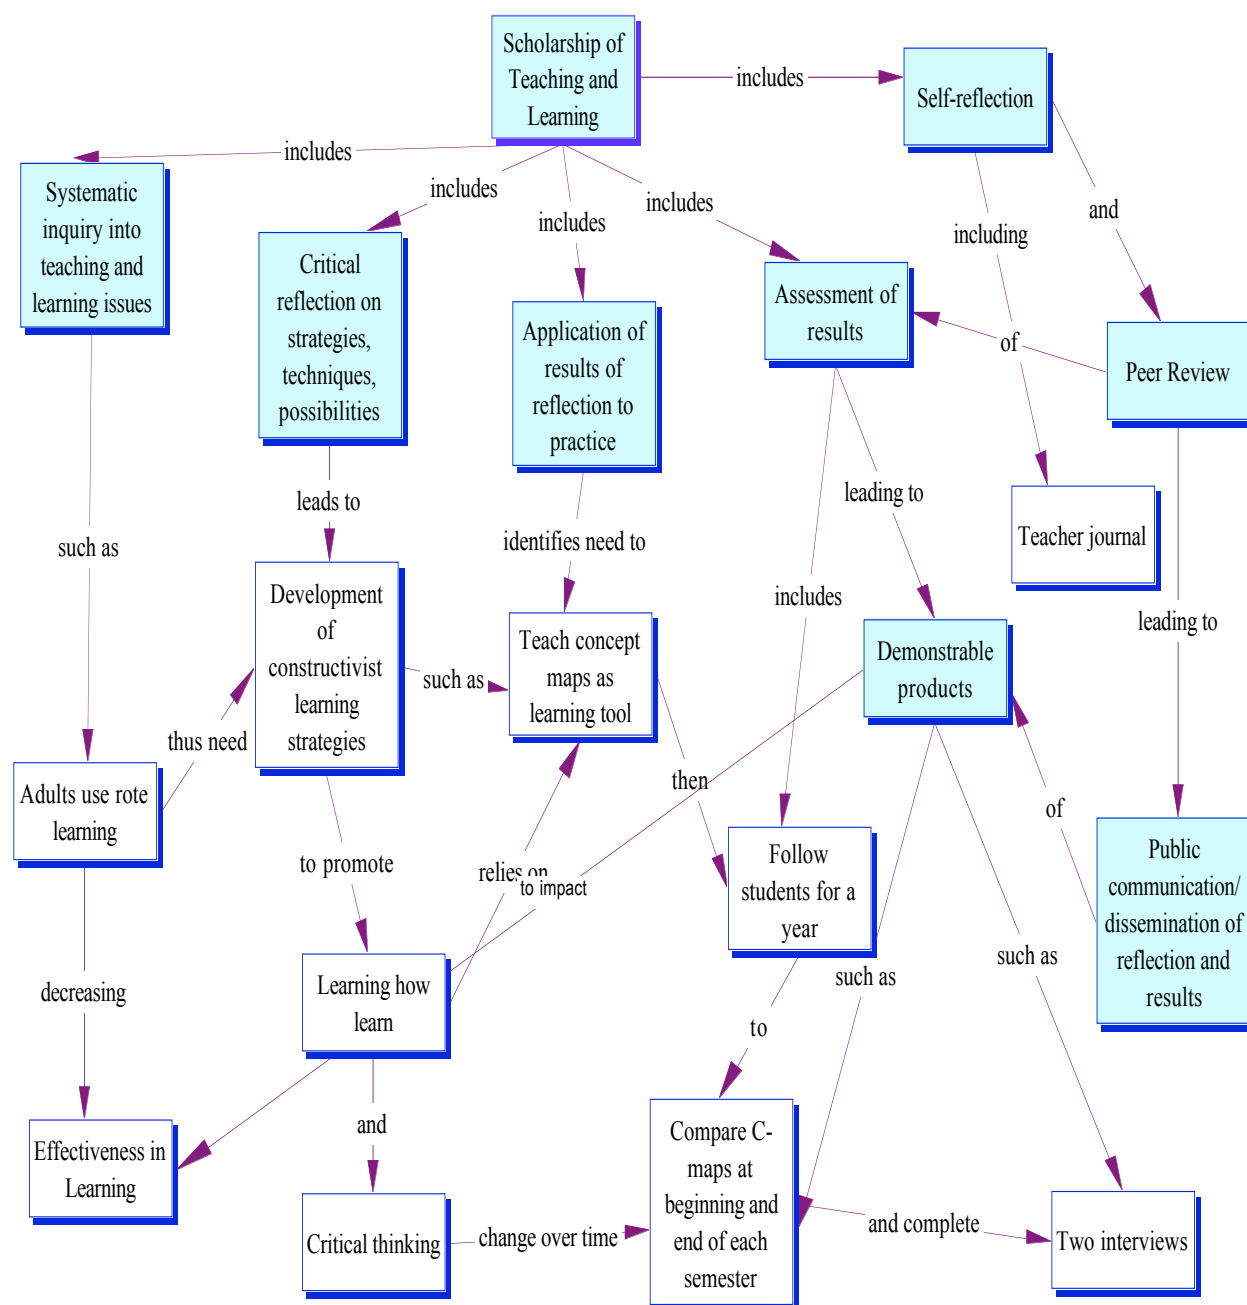 Scholarship of
Teaching and
Learning
includes
Self-reflection
includes
Systematic
inquiry into
teaching and
learning issues
includes
Critical
reflection on
strategies,
techniques,
possibilities
includes
Application of
results of
reflection to
practice
includes
Assessment of
results
including
and
of
Peer Review
leads to
such as
identifies need to
leading to
includes
Teacher journal
leading to
Development
of
constructivist
learning
strategies
such as
Teach concept
maps as
learning tool
Demonstrable
products
thus need
Adults use rote
learning
then
of
to promote
relies on
to impact
Follow
students for a
year
Public
communication/
dissemination of
reflection and
results
decreasing
Learning how
learn
such as
such as
to
and
Effectiveness in
Learning
Critical thinking
change over time
Compare C-
maps at
beginning and
end of each
semester
and complete
Two interviews